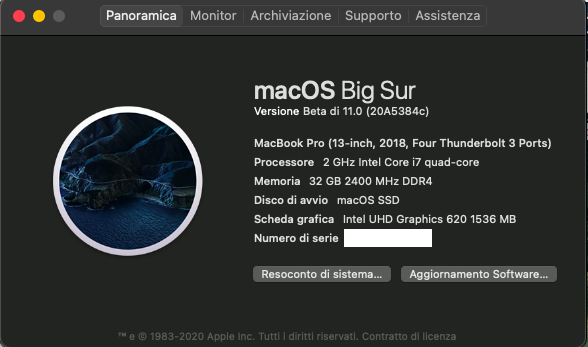 Panoramica Monitor Archiviazione Supporto Assistenza
macOS Big Sur
Versione Beta di 11.0 (20A5384c)
MacBook Pro (13-inch, 2018, Four Thunderbolt 3 Ports)
Processore 2 GHz Intel Core i7 quad-core
Memoria 32 GB 2400 MHz DDR4
Disco di avvio macOS SSD
Scheda grafica Intel UHD Graphics 620 1536 MB
Numero di serie
Resoconto di sistema... Aggiornamento Software...
™ e © 1983-2020 Apple Inc. Tutti i diritti riservati. Contratto di licenza